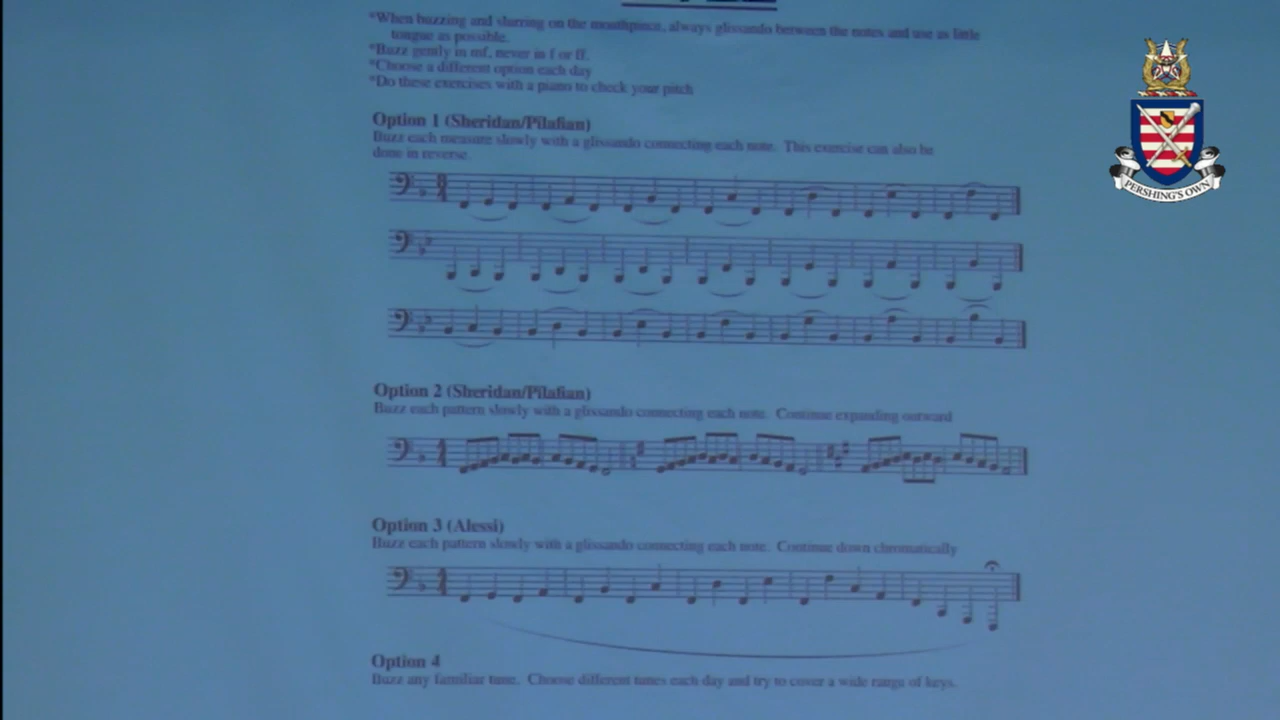 *When buzzing and slurring on the mouthpiece, always glissando between the notes and use as little
tongue as possible.
*Buzz gently in mf, never in f or ff.
*Choose a different option each day
*Do these exercises with a piano to check your pitch
Option 1 (Sheridan/Pilafian)
Buzz each measure slowly with a glissando connecting each note. This exercise can also be
done in reverse.
Option 2 (Sheridan/Pilafian)
Buzz each pattern slowly with a glissando connecting each note. Continue expanding outward
Option 3 (Alessi)
Buzz each pattern slowly with a glissando connecting each note. Continue down chromatically
Option 4
Buzz any familiar tune. Choose different tunes each day and try to cover a wide range of keys.
PERSHING'S OWN